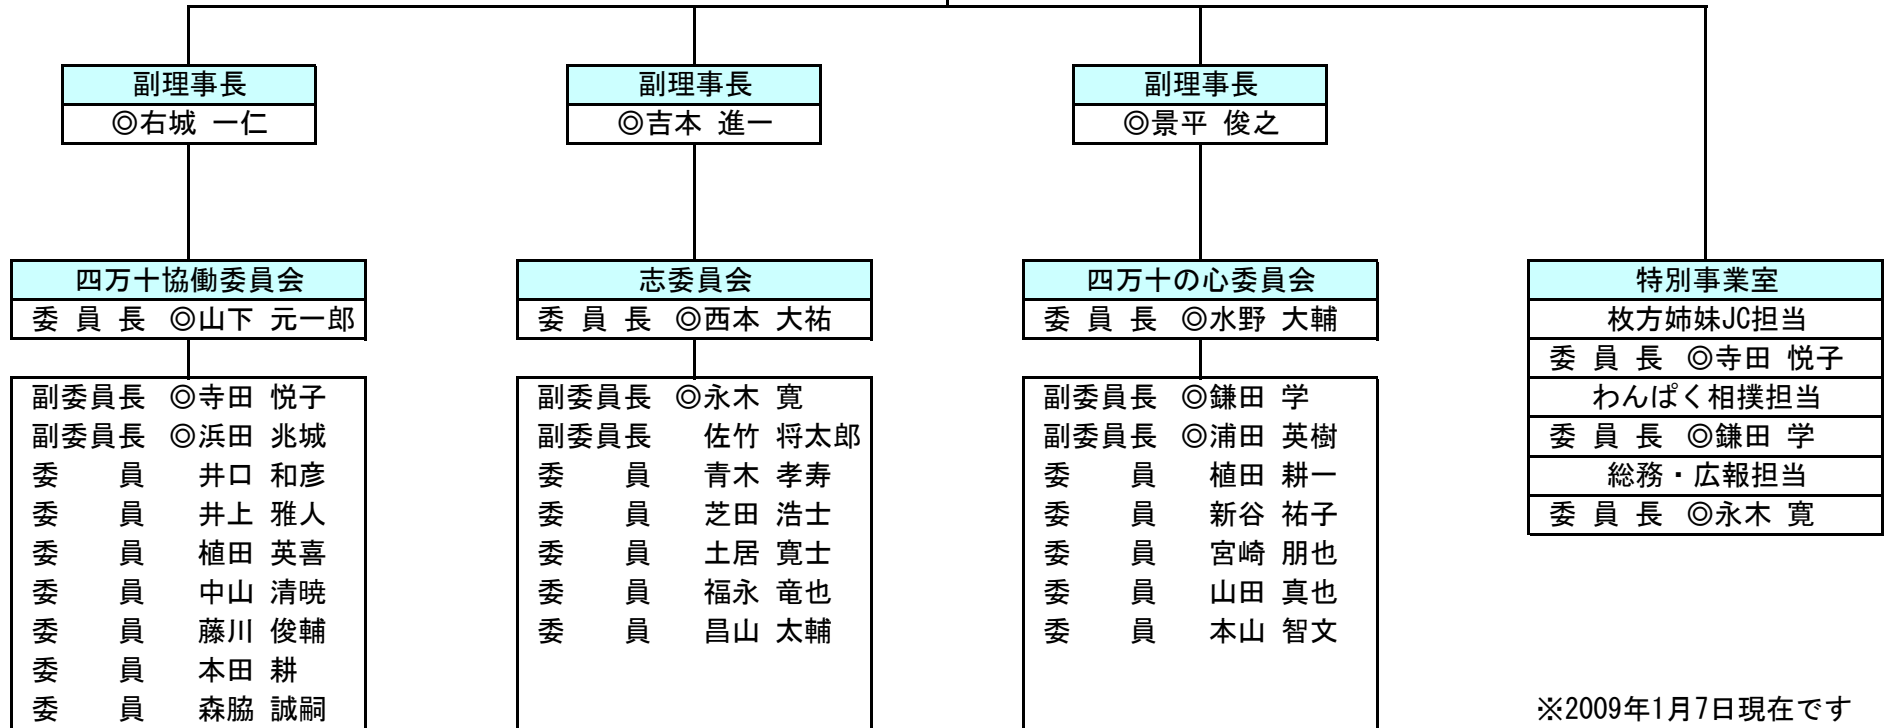 副理事長
◎右城 一仁
副理事長
◎吉本 進一
副理事長
◎景平 俊之
四万十協働委員会
委 員 長 ◎山下 元一郎
副委員長 ◎寺田 悦子
副委員長 ◎浜田 兆城
委 員 井口 和彦
委 員 井上 雅人
委 員 植田 英喜
委 員 中山 清暁
委 員 藤川 俊輔
委 員 本田 耕
委 員 森脇 誠嗣
志委員会
委 員 長 ◎西本 大祐
副委員長 ◎永木 寛
副委員長 佐竹 将太郎
委 員 青木 孝寿
委 員 芝田 浩士
委 員 土居 寛士
委 員 福永 竜也
委 員 昌山 太輔
四万十の心委員会
委 員 長 ◎水野 大輔
副委員長 ◎鎌田 学
副委員長 ◎浦田 英樹
委 員 植田 耕一
委 員 新谷 祐子
委 員 宮崎 朋也
委 員 山田 真也
委 員 本山 智文
特別事業室
枚方姉妹JC担当
委 員 長 ◎寺田 悦子
わんぱく相撲担当
委 員 長 ◎鎌田 学
総務・広報担当
委 員 長 ◎永木 寛
※2009年1月7日現在です